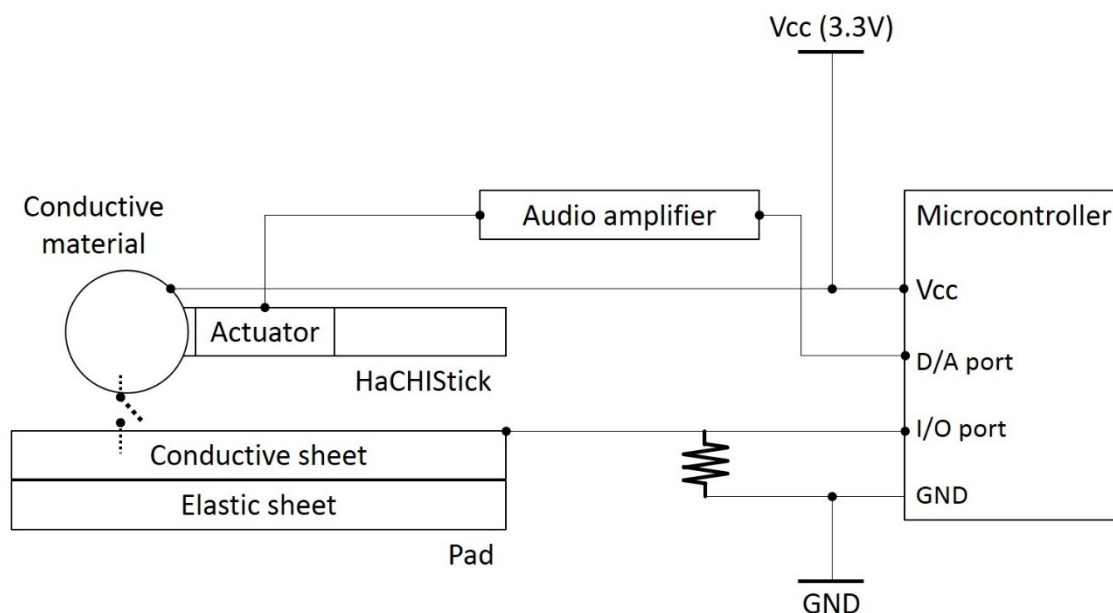 Vcc (3.3V)
Conductive
material
Audio amplifier
Microcontroller
Vcc
Actuator
D/A port
HaCHIStick
I/O port
Conductive sheet
Elastic sheet
GND
Pad
GND